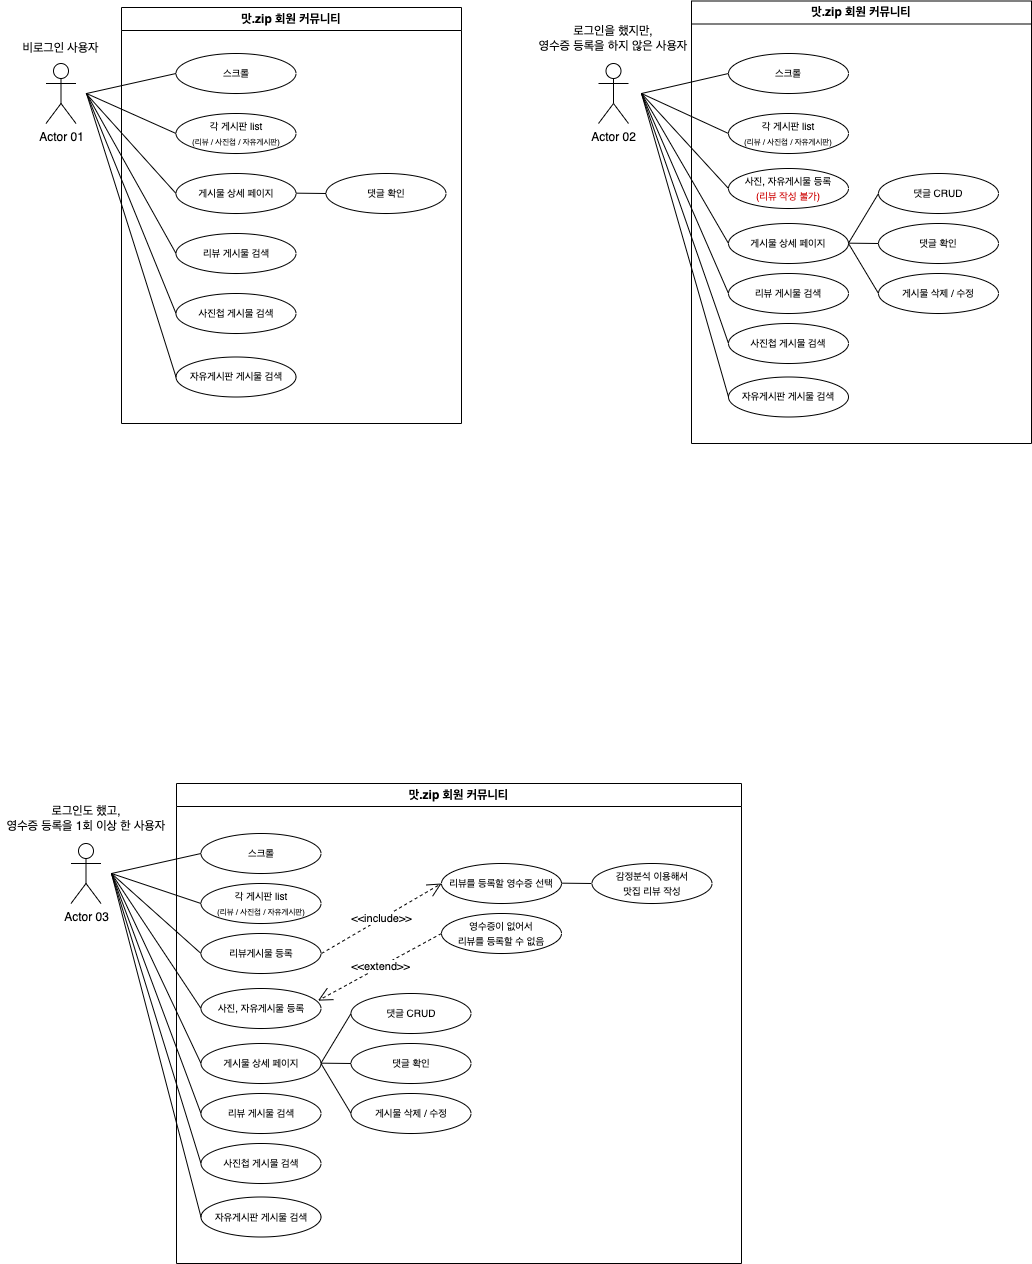 맛.zip 회원 커뮤니티
비로그인 사용자
Actor 01
스크롤
각 게시판 list
(리뷰 / 사진첩 / 자유게시판)
게시물 상세 페이지
댓글 확인
리뷰 게시물 검색
사진첩 게시물 검색
자유게시판 게시물 검색
맛.zip 회원 커뮤니티
로그인을 했지만,
영수증 등록을 하지 않은 사용자
Actor 02
스크롤
각 게시판 list
(리뷰 / 사진첩 / 자유게시판)
사진, 자유게시물 등록
(리뷰 작성 불가)
댓글 CRUD
게시물 상세 페이지
댓글 확인
리뷰 게시물 검색
게시물 삭제 / 수정
사진첩 게시물 검색
자유게시판 게시물 검색
맛.zip 회원 커뮤니티
로그인도 했고,
영수증 등록을 1회 이상 한 사용자
Actor 03
스크롤
각 게시판 list
(리뷰 / 사진첩 / 자유게시판)
리뷰를 등록할 영수증 선택
감정분석 이용해서
맛집 리뷰 작성
<<include>>
영수증이 없어서
리뷰를 등록할 수 없음
리뷰게시물 등록
<<extend>>
사진, 자유게시물 등록
댓글 CRUD
게시물 상세 페이지
댓글 확인
리뷰 게시물 검색
게시물 삭제 / 수정
사진첩 게시물 검색
자유게시판 게시물 검색